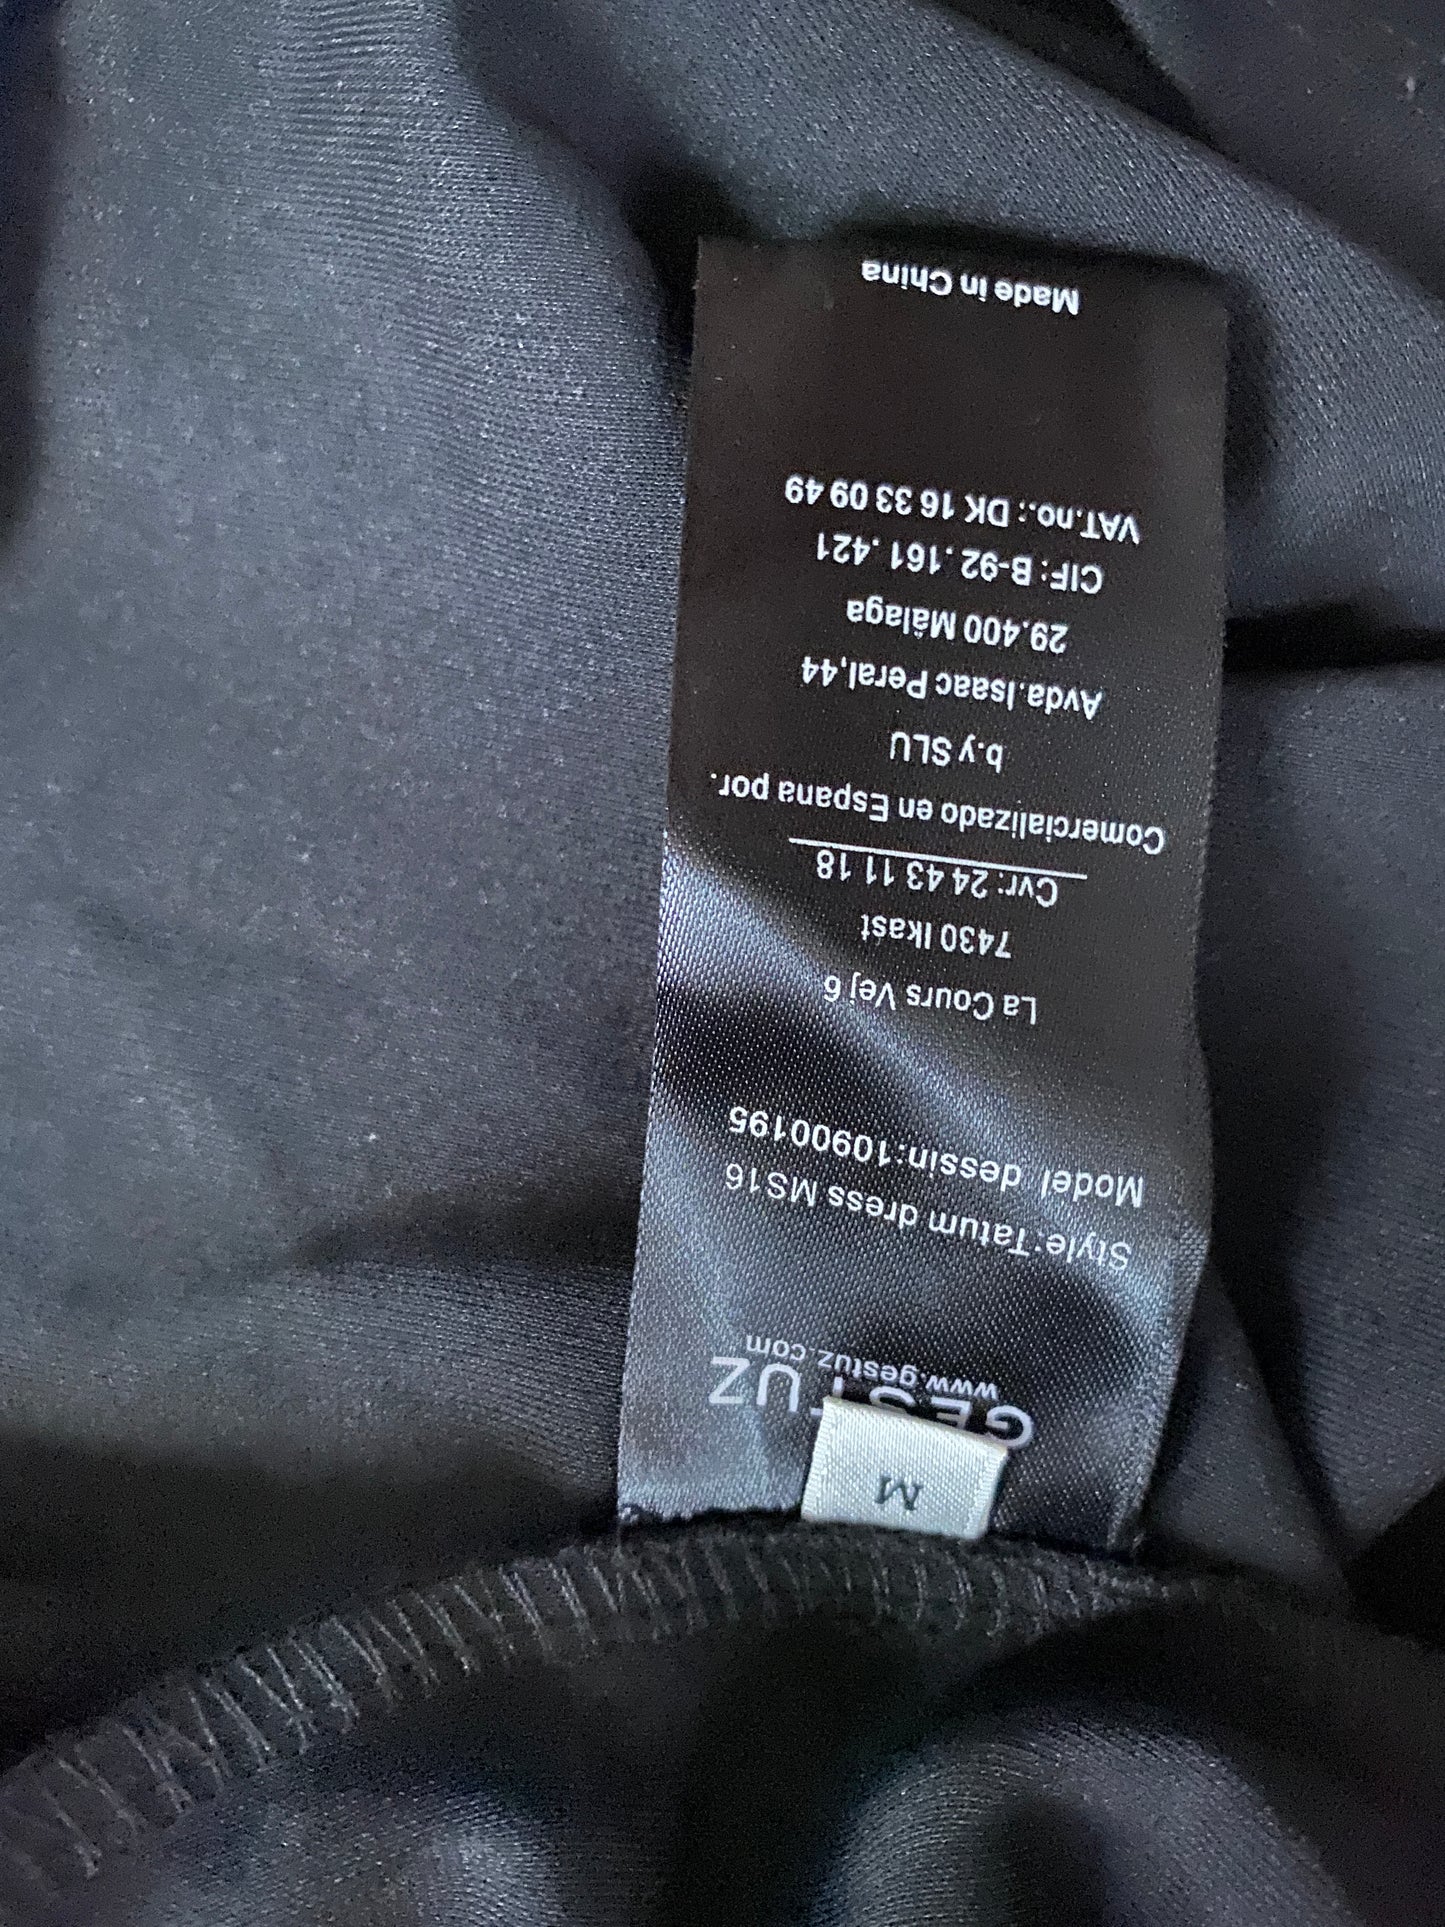 M
GESTUZ
www.gestuz.com
Style:Tatum dress MS16
Model dessin:10900195
La Cours Vej 6
7430 Ikast
Cvr: 24 43 11 18
Comercializado en Espana por.
b.y SLU
Avda.Isaac Peral,44
29.400 Málaga
CIF: B-92.161.421
VAT.no.: DK 16 33 09 49
Made in China